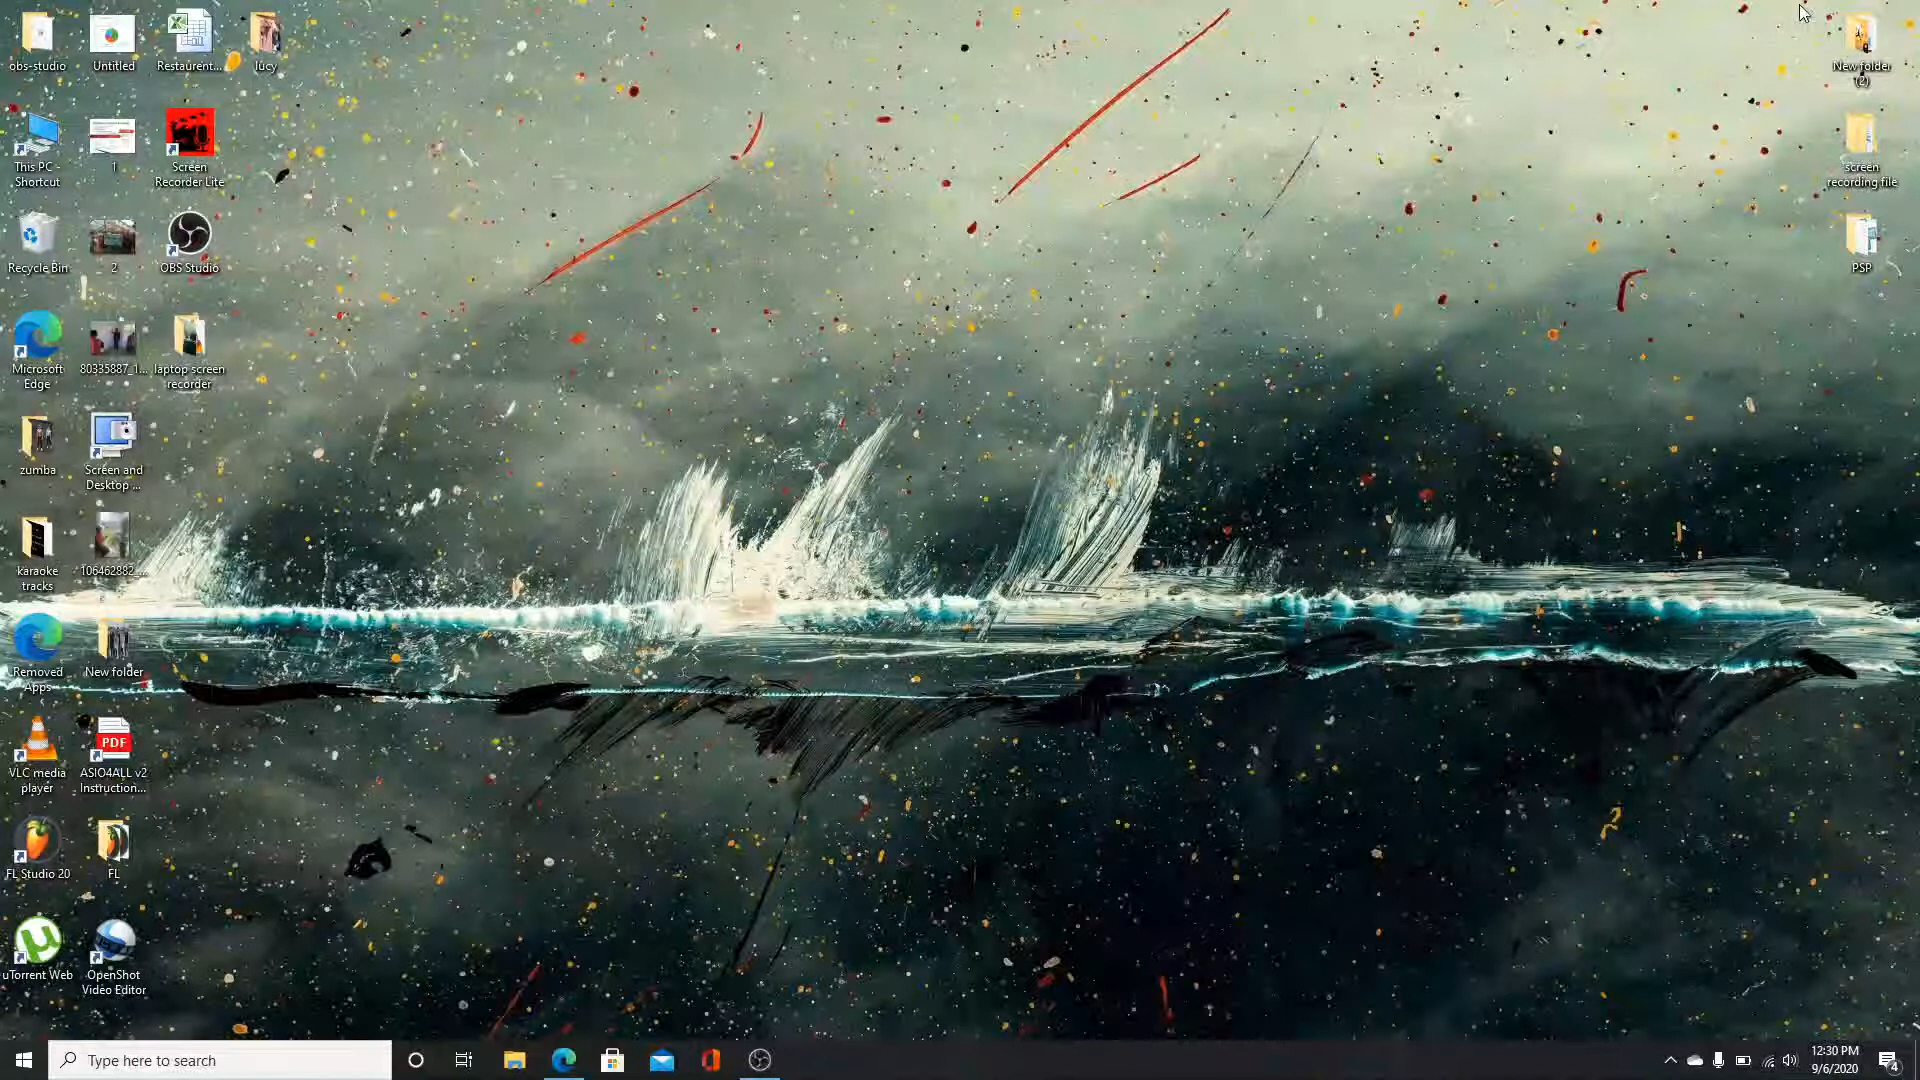 obs-studio
Untitled
Restaurent...
lucy
New folder
(2)
This PC -
Shortcut
1
Screen
Recorder Lite
screen
recording file
Recycle Bin
2
OBS Studio
PSP
Microsoft
Edge
80335887_1...
laptop screen
recorder
zumba
Screen and
Desktop ...
karaoke
tracks
106462882_...
Removed
Apps
New folder
VLC media
player
PDF
ASIO4ALL v2
Instruction...
FL Studio 20
FL
uTorrent Web
OpenShot
Video Editor
Type here to search
12:30 PM
9/6/2020
4